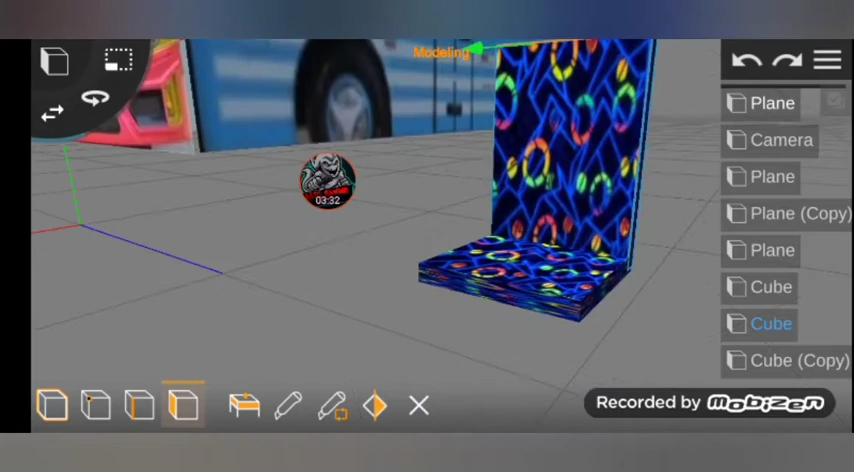 Modeling
Plane
Camera
Plane
Plane (Copy)
Plane
Cube
Cube
Cube (Copy)
03:32
Recorded by mobizen